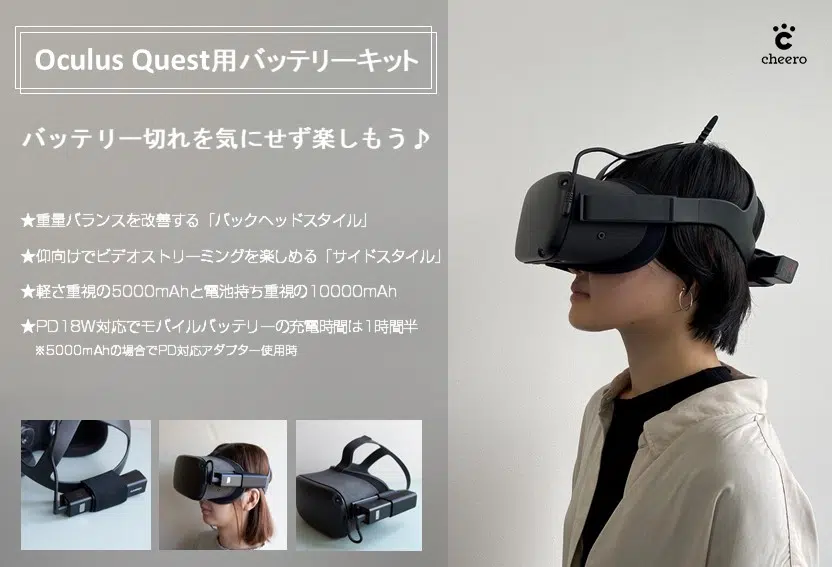 Oculus Quest用バッテリーキット
cheero
バッテリー切れを気にせず楽しもう♪
★重量バランスを改善する「バックヘッドスタイル」
★仰向けでビデオストリーミングを楽しめる「サイドスタイル」
★軽さ重視の5000mAhと電池持ち重視の10000mAh
★PD18W対応でモバイルバッテリーの充電時間は1時間半
※5000mAhの場合でPD対応アダプター使用時